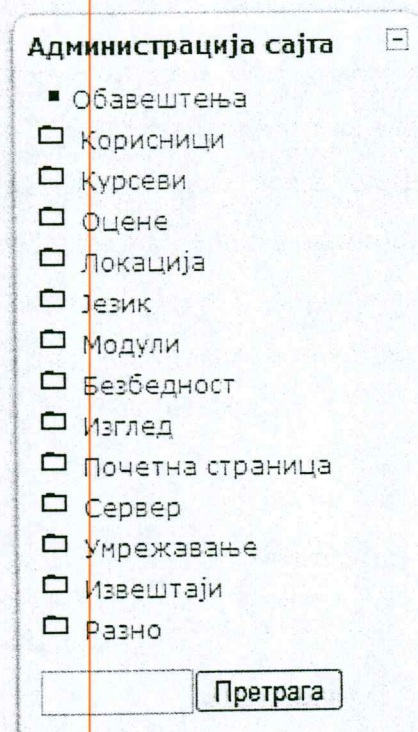 Администрација сајта
Обавештења
Корисници
Курсеви
Оцене
Локација
Језик
Модули
Безбедност
Изглед
Почетна страница
Сервер
Умрежавање
Извештаји
Разно
Претрага